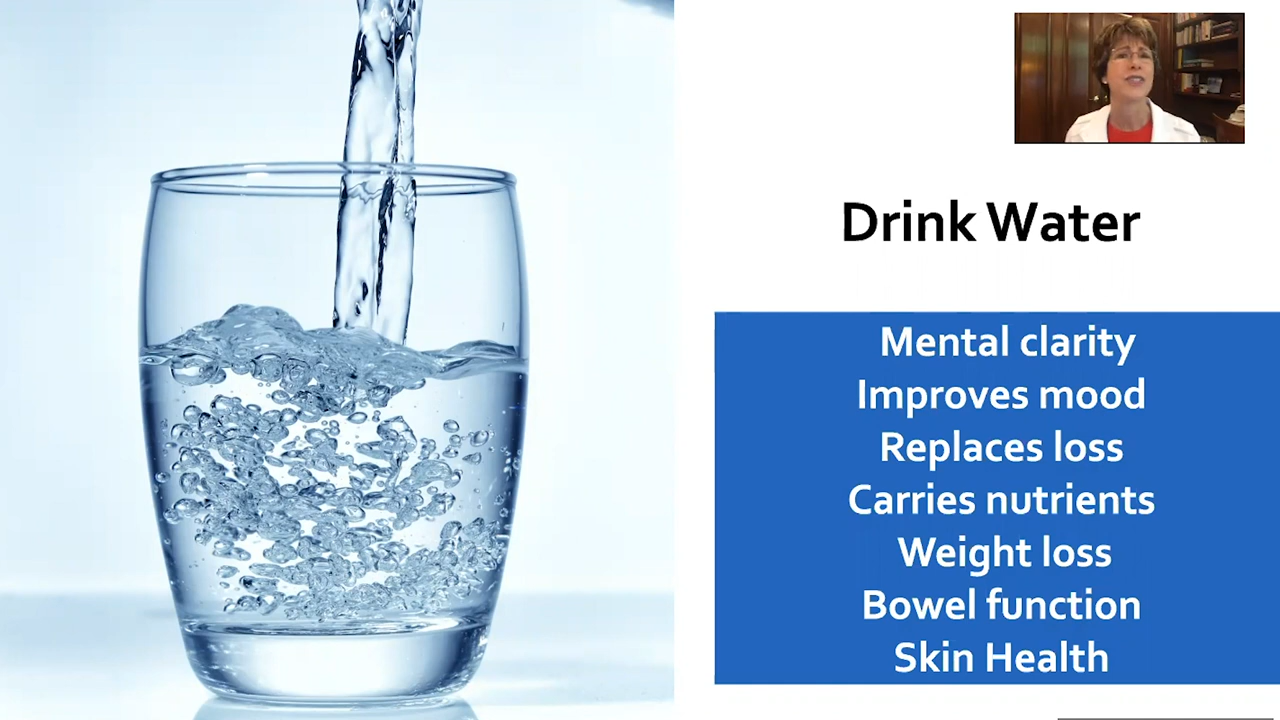 Drink Water
Mental clarity
Improves mood
Replaces loss
Carries nutrients
Weight loss
Bowel function
Skin Health